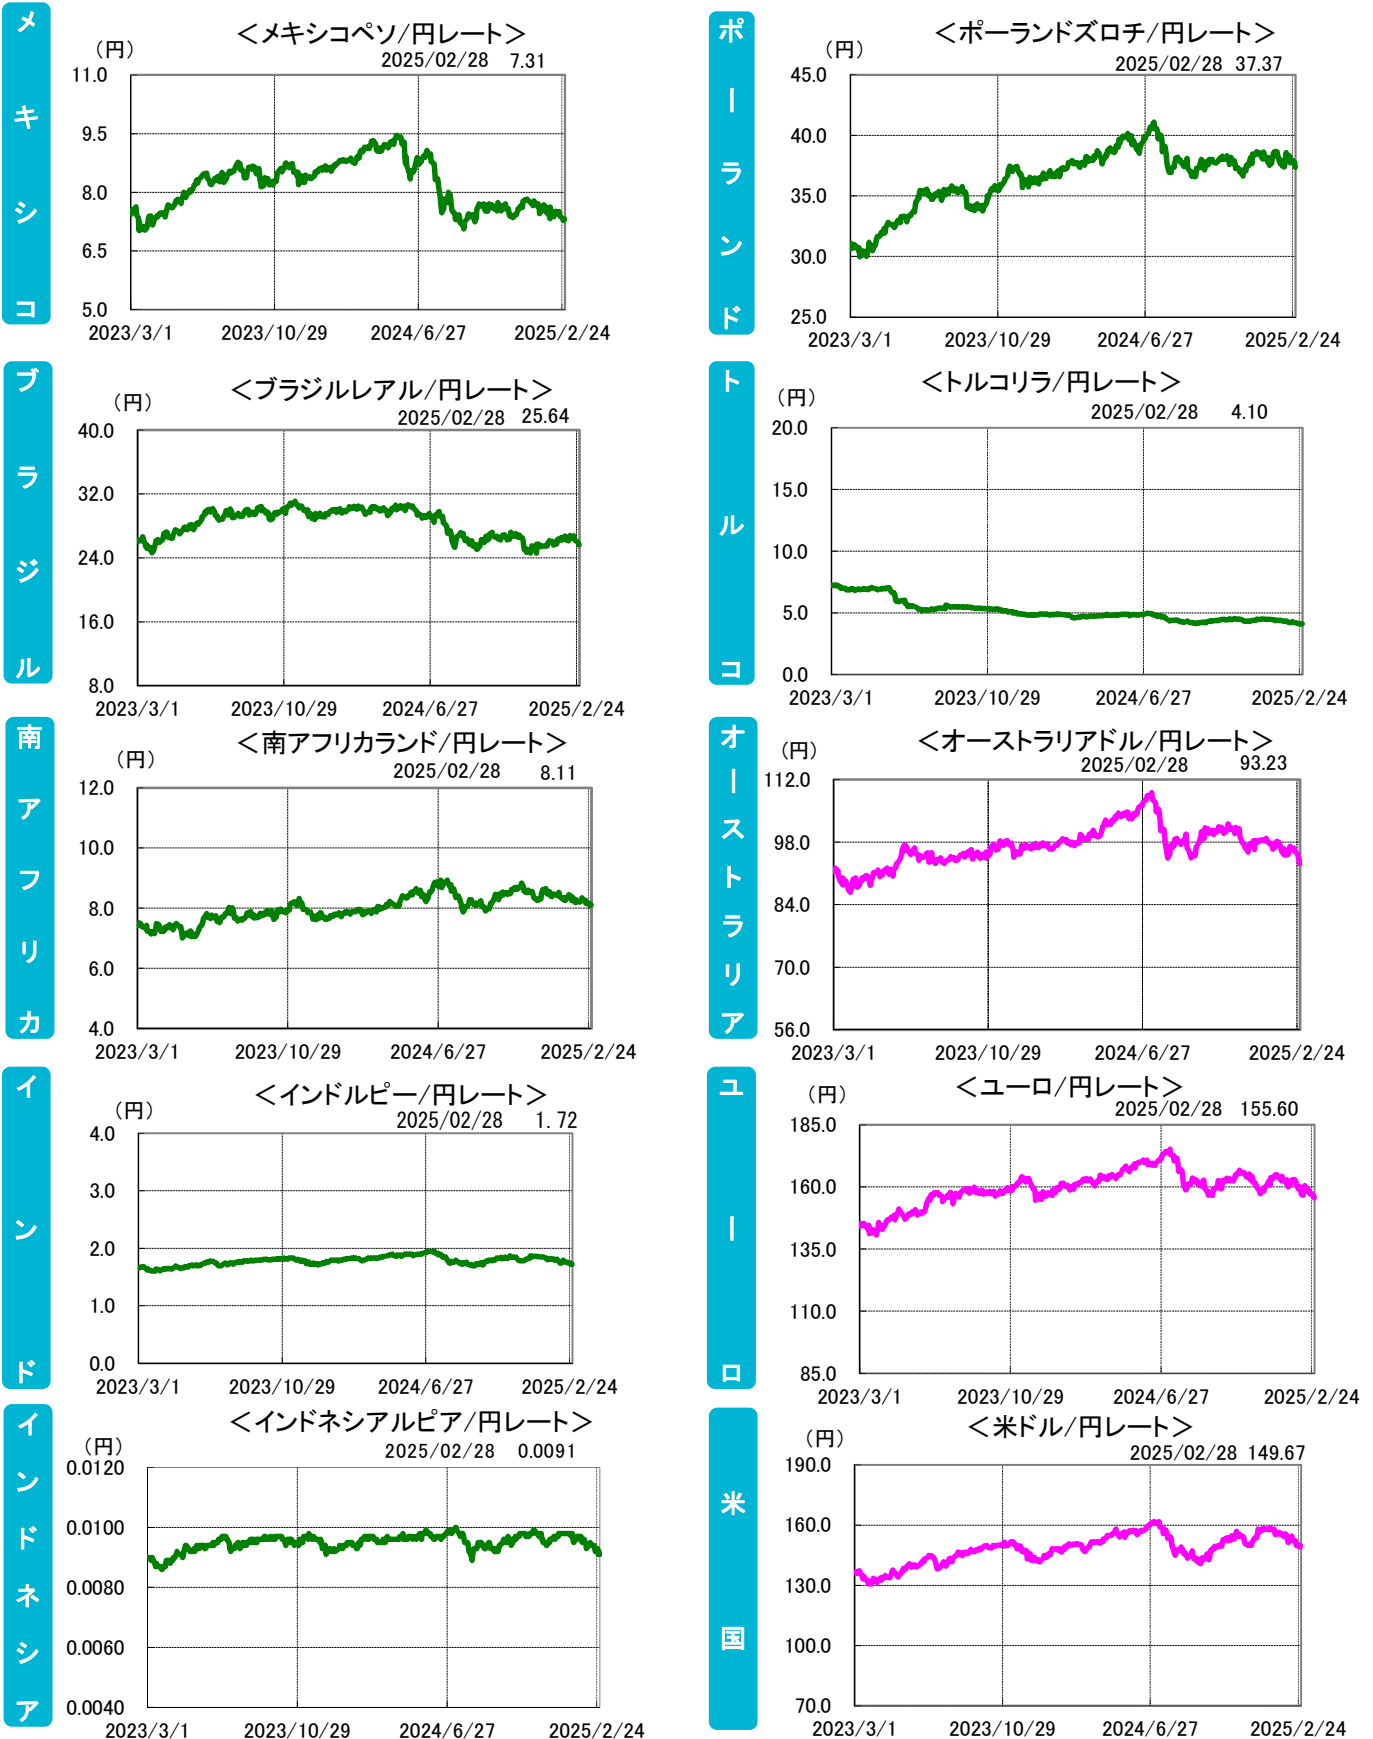 メキシコ
＜メキシコペソ/円レート＞
（円）
2025/02/28 7.31
11.0
9.5
8.0
6.5
5.0
2023/3/1 2023/10/29 2024/6/27 2025/2/24
ポーランド
＜ポーランドズロチ/円レート＞
（円）
2025/02/28 37.37
45.0
40.0
35.0
30.0
25.0
2023/3/1 2023/10/29 2024/6/27 2025/2/24
ブラジル
＜ブラジルレアル/円レート＞
（円）
2025/02/28 25.64
40.0
32.0
24.0
16.0
8.0
2023/3/1 2023/10/29 2024/6/27 2025/2/24
トルコ
＜トルコリラ/円レート＞
（円）
2025/02/28 4.10
20.0
15.0
10.0
5.0
0.0
2023/3/1 2023/10/29 2024/6/27 2025/2/24
南アフリカ
＜南アフリカランド/円レート＞
（円）
2025/02/28 8.11
12.0
10.0
8.0
6.0
4.0
2023/3/1 2023/10/29 2024/6/27 2025/2/24
オーストラリア
＜オーストラリアドル/円レート＞
（円）
2025/02/28 93.23
112.0
98.0
84.0
70.0
56.0
2023/3/1 2023/10/29 2024/6/27 2025/2/24
インド
＜インドルピー/円レート＞
（円）
2025/02/28 1.72
4.0
3.0
2.0
1.0
0.0
2023/3/1 2023/10/29 2024/6/27 2025/2/24
ユーロ
＜ユーロ/円レート＞
（円）
2025/02/28 155.60
185.0
160.0
135.0
110.0
85.0
2023/3/1 2023/10/29 2024/6/27 2025/2/24
インドネシア
＜インドネシアルピア/円レート＞
（円）
2025/02/28 0.0091
0.0120
0.0100
0.0080
0.0060
0.0040
2023/3/1 2023/10/29 2024/6/27 2025/2/24
米国
＜米ドル/円レート＞
（円）
2025/02/28 149.67
190.0
160.0
130.0
100.0
70.0
2023/3/1 2023/10/29 2024/6/27 2025/2/24